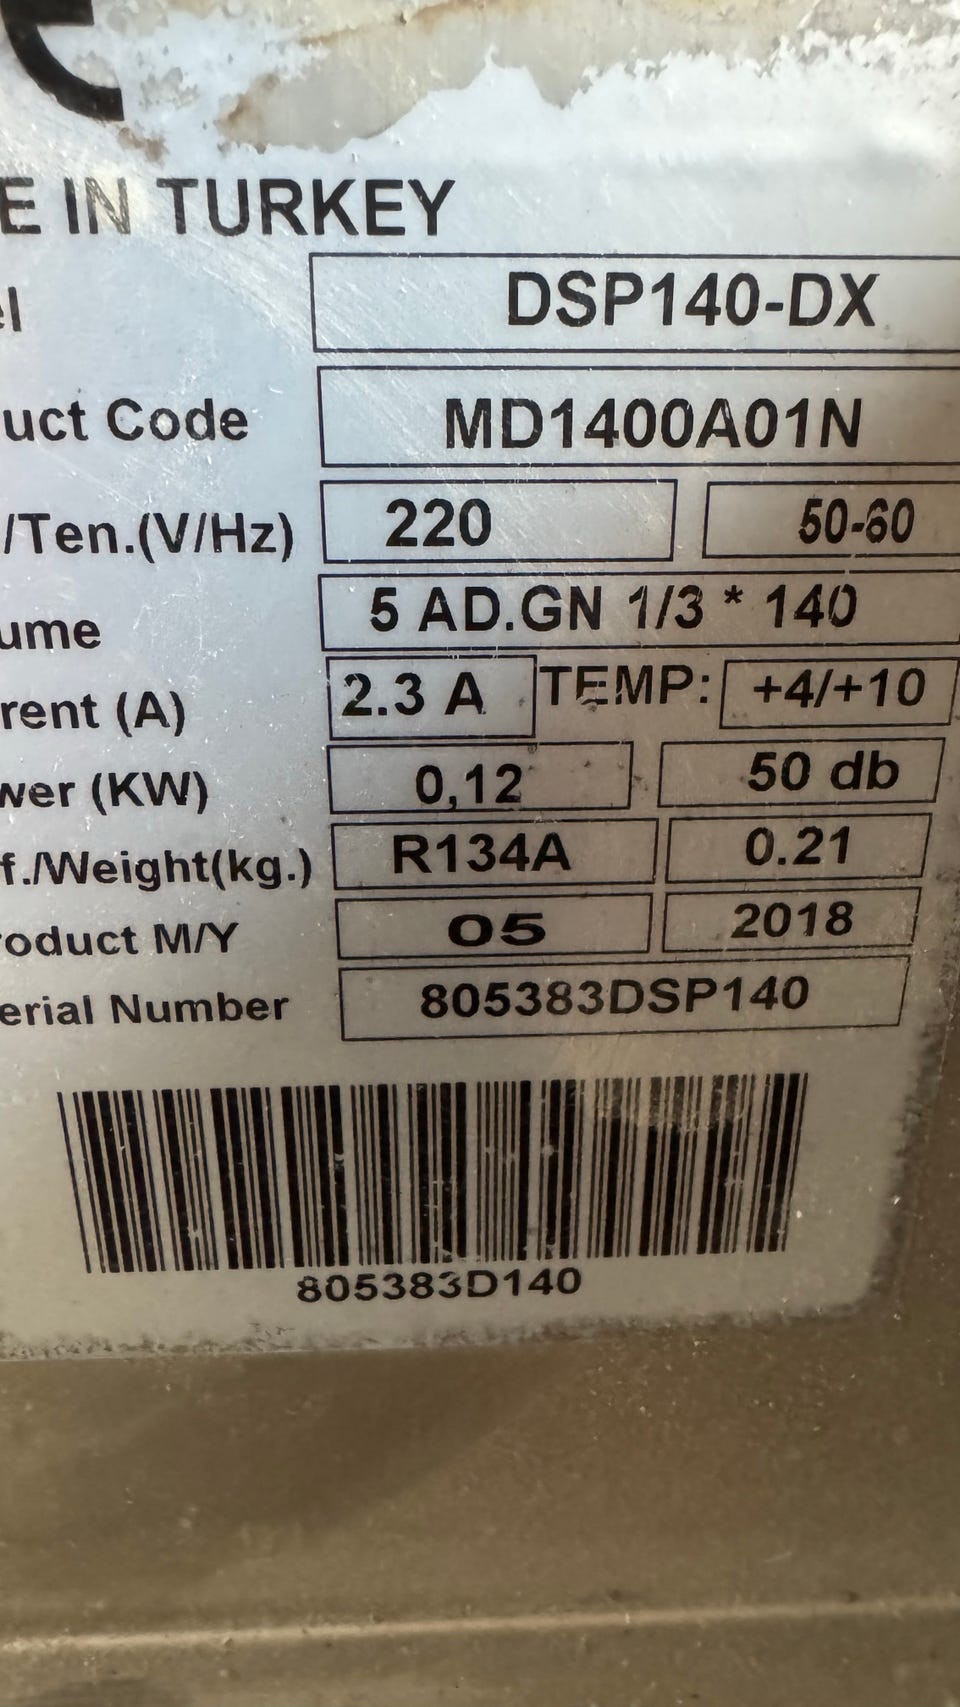 E IN TURKEY
el DSP140-DX
uct Code MD1400A01N
/Ten.(V/Hz) 220 50-60
ume 5 AD.GN 1/3 * 140
rent (A) 2.3 A TEMP: +4/+10
wer (KW) 0,12 50 db
f./Weight(kg.) R134A 0.21
roduct M/Y 05 2018
erial Number 805383DSP140
805383D140